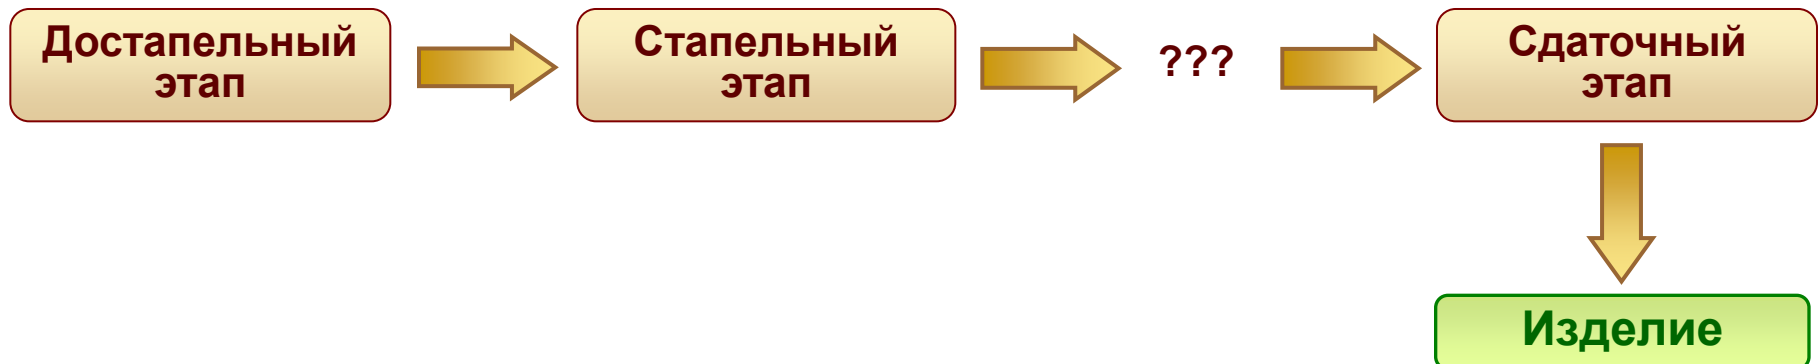 Достапельный
этап
Стапельный
этап
???
Сдаточный
этап
Изделие